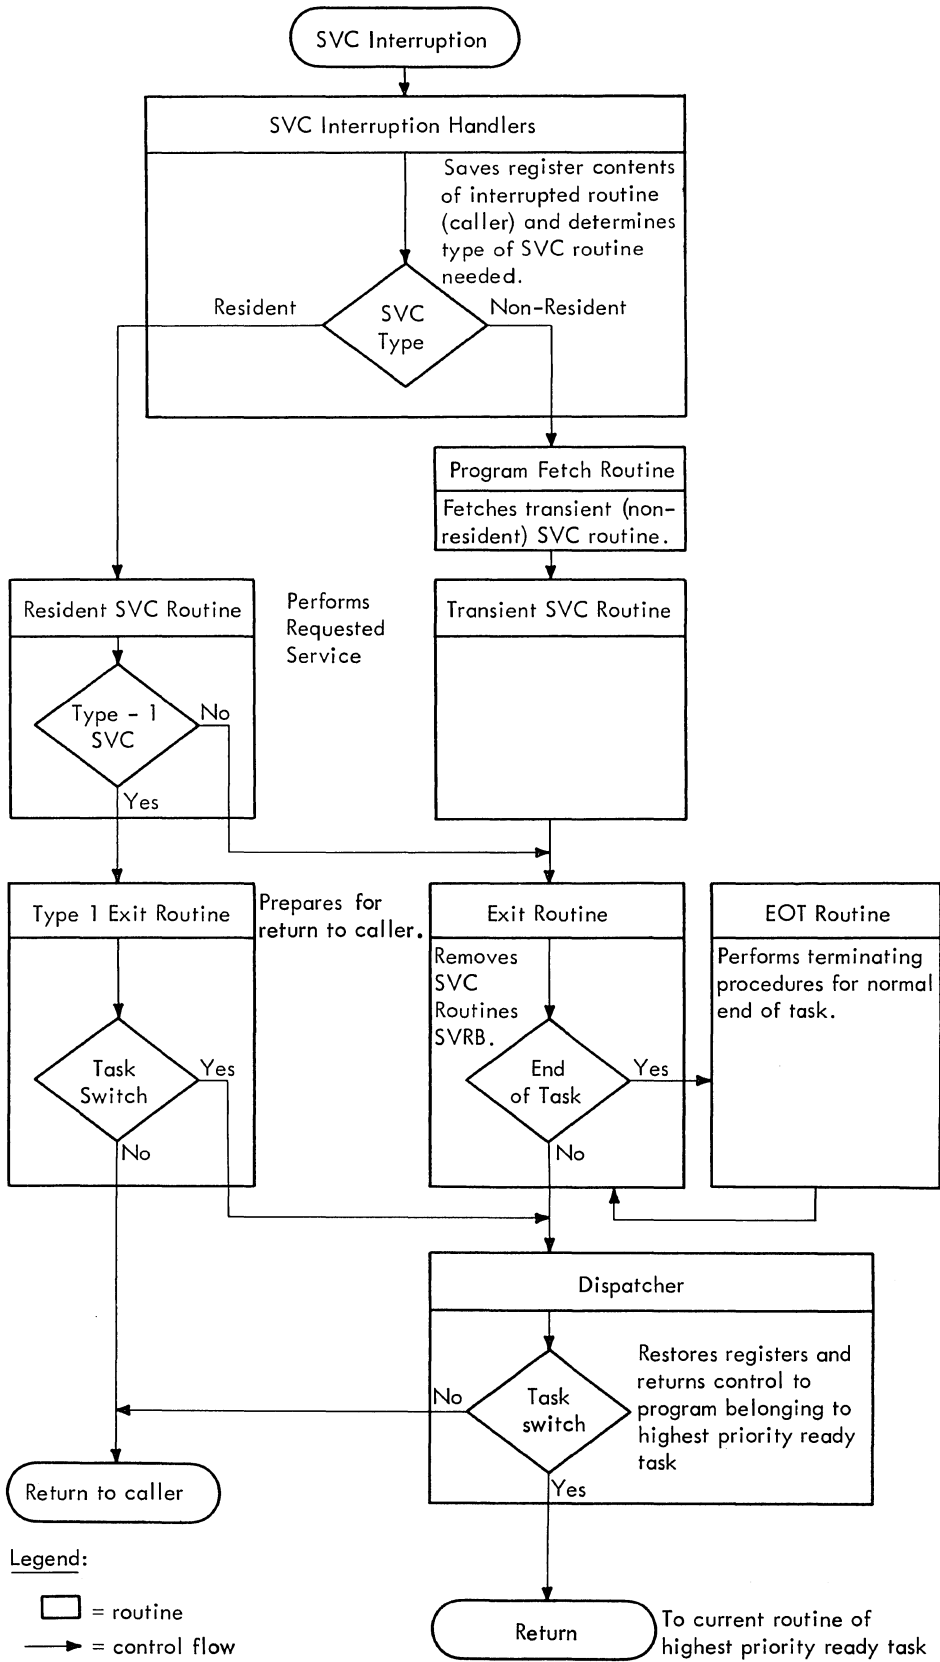 SVC Interruption
SVC Interruption Handlers
Saves register contents
of interrupted routine
(caller) and determines
type of SVC routine
needed.
Resident
SVC
Type
Non-Resident
Program Fetch Routine
Fetches transient (non-
resident) SVC routine.
Resident SVC Routine
Performs
Requested
Service
Transient SVC Routine
Type - 1
SVC
No
Yes
Type 1 Exit Routine
Prepares for
return to caller.
Exit Routine
Removes
SVC
Routines
SVRB.
EOT Routine
Performs terminating
procedures for normal
end of task.
Task
Switch
Yes
No
End
of Task
Yes
No
Dispatcher
Task
switch
No
Yes
Restores registers and
returns control to
program belonging to
highest priority ready
task
Return to caller
Legend:
= routine
= control flow
Return
To current routine of
highest priority ready task